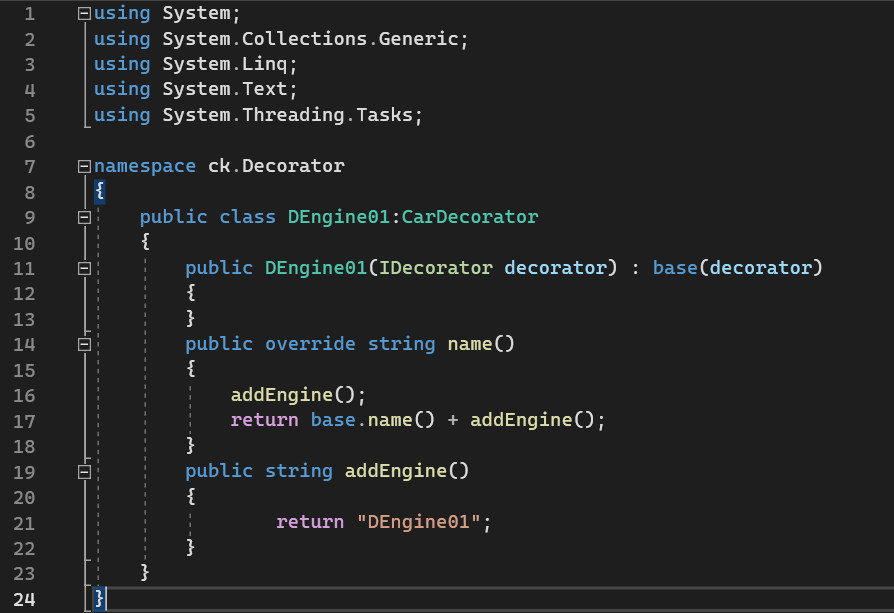 1 using System;
2 using System.Collections.Generic;
3 using System.Linq;
4 using System.Text;
5 using System.Threading.Tasks;
6
7 namespace ck.Decorator
8 {
9     public class DEngine01:CarDecorator
10     {
11         public DEngine01(IDecorator decorator) : base(decorator)
12         {
13         }
14         public override string name()
15         {
16             addEngine();
17             return base.name() + addEngine();
18         }
19         public string addEngine()
20         {
21                 return "DEngine01";
22         }
23     }
24 }